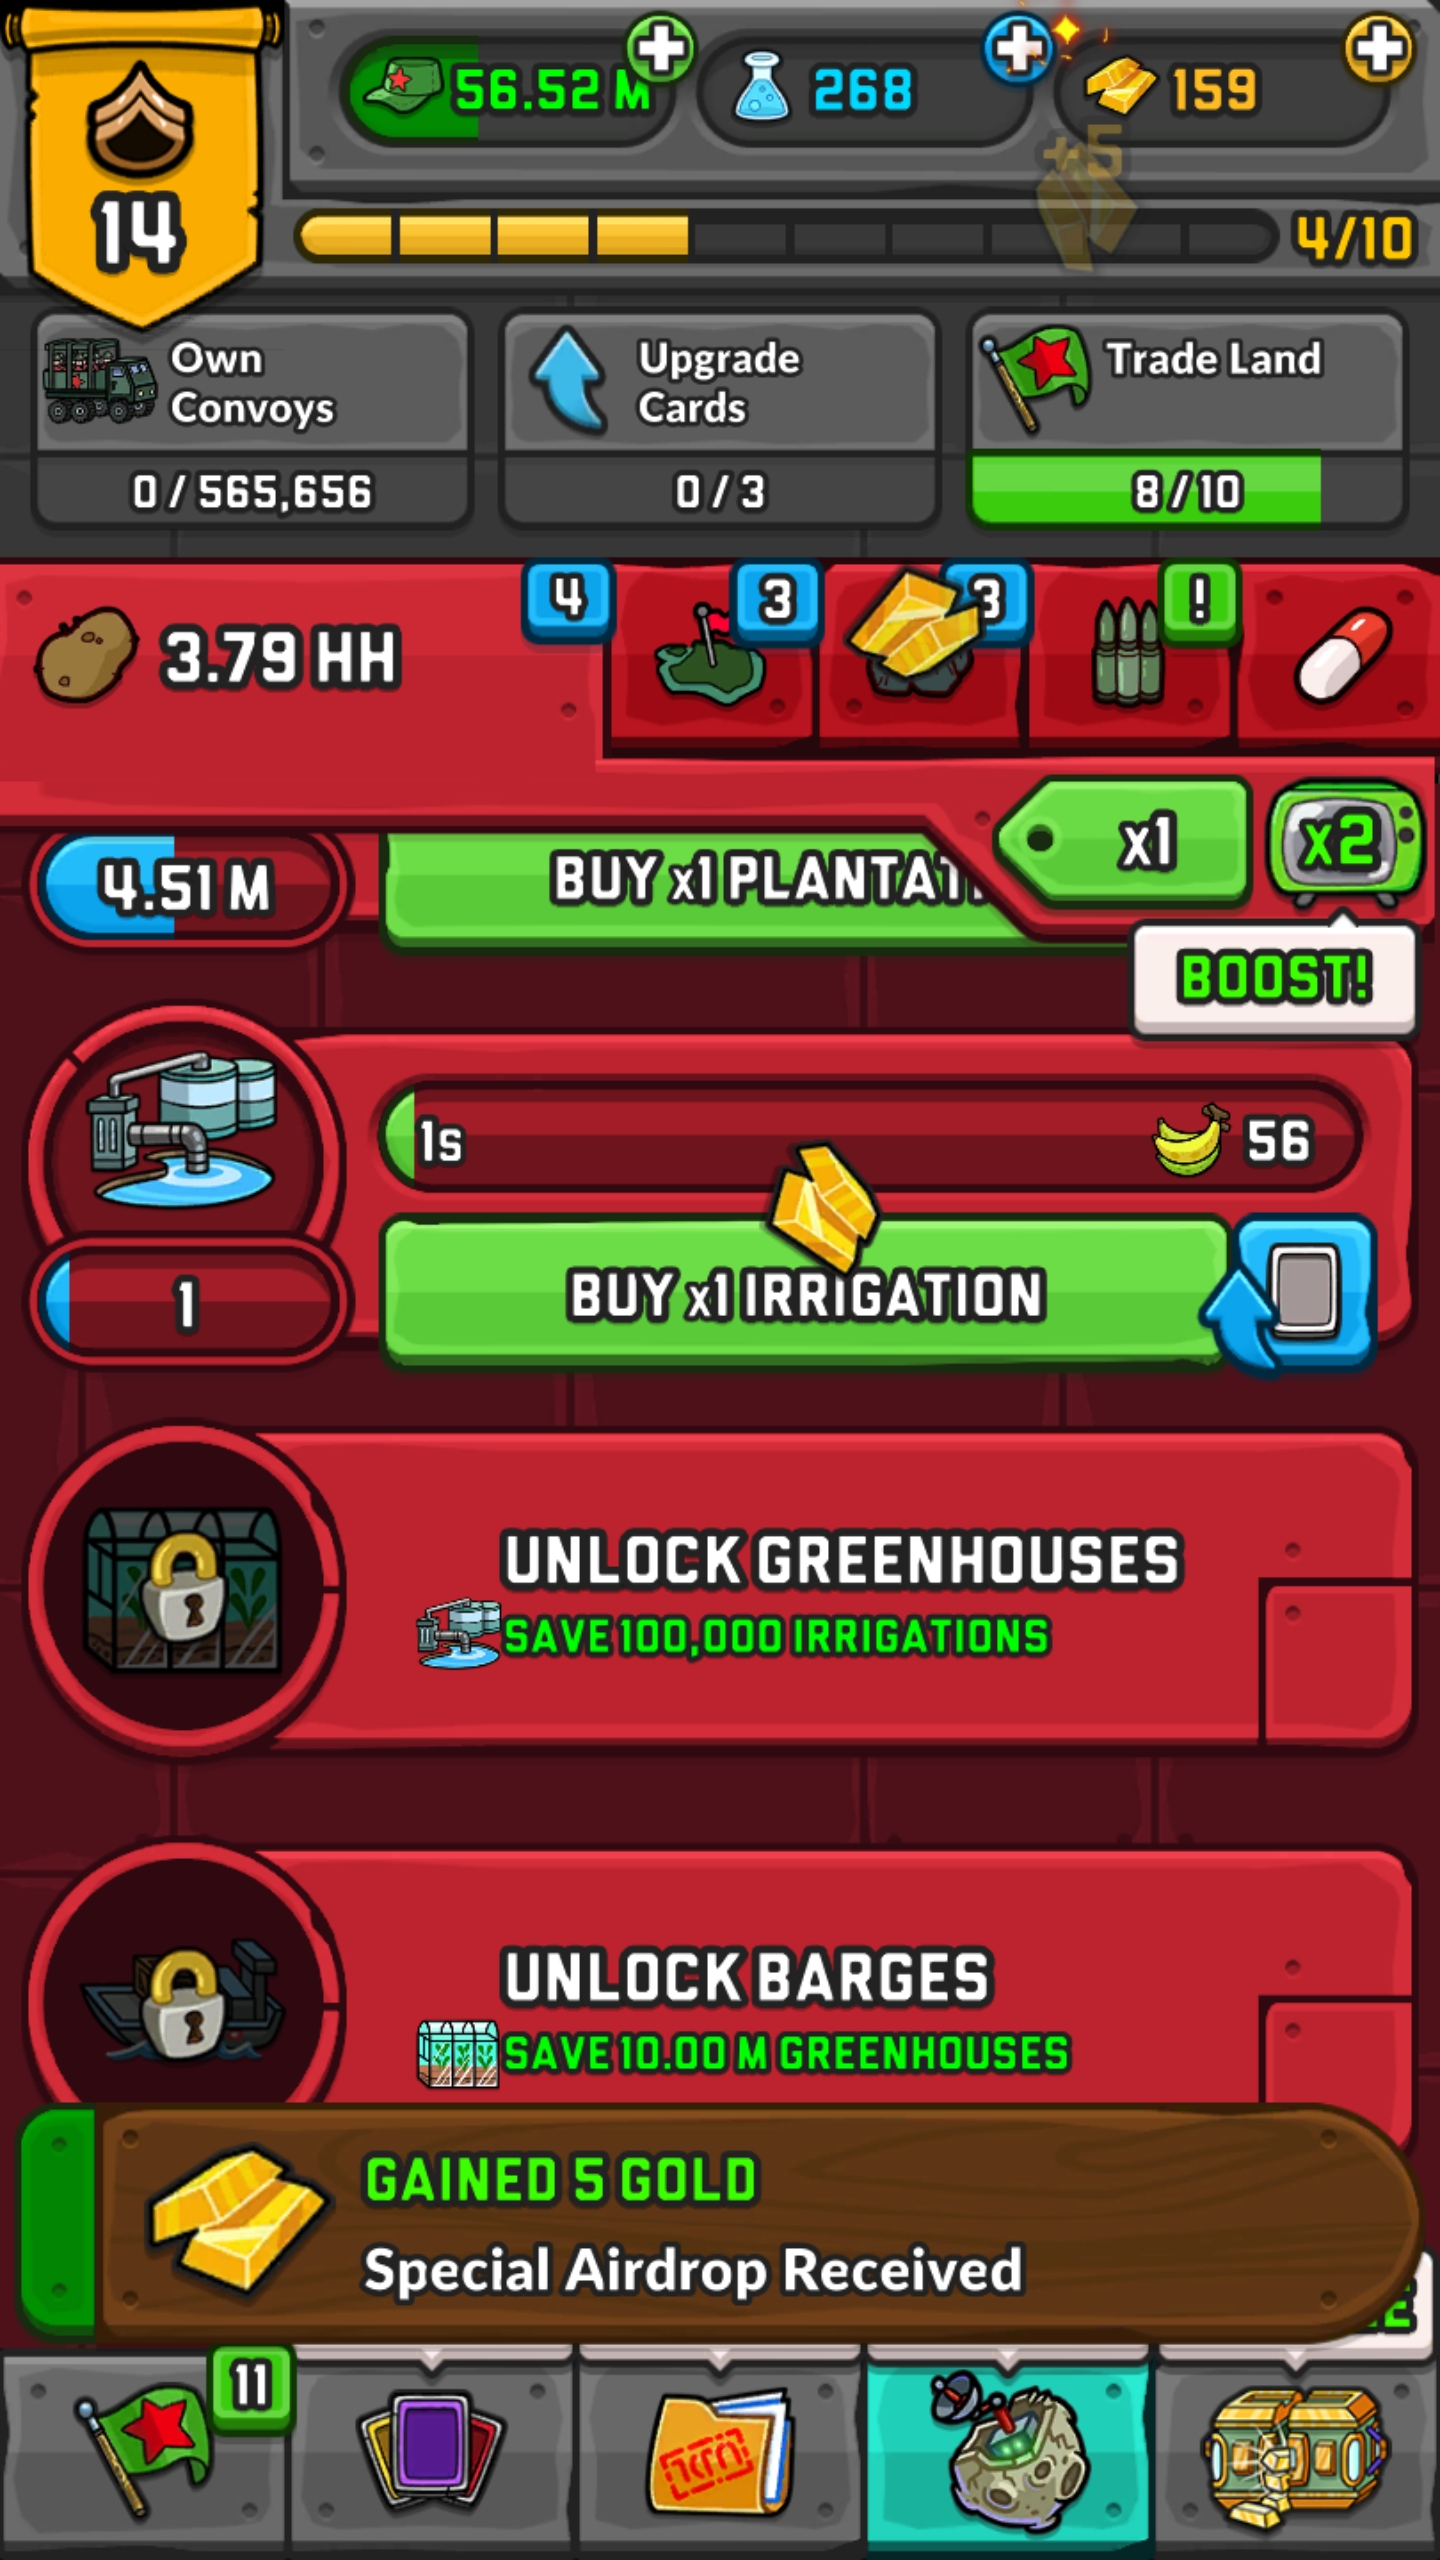 56.52 M
268
159
+5
14
4/10
Own
Convoys
0 / 565,656
Upgrade
Cards
0 / 3
Trade Land
8 / 10
3.79 HH
4
3
3
!
x1
x2
BOOST!
4.51 M
BUY x1
1s
56
1
BUY x1 IRRIGATION
UNLOCK GREENHOUSES
SAVE 100,000 IRRIGATIONS
UNLOCK BARGES
SAVE 10.00 M GREENHOUSES
GAINED 5 GOLD
Special Airdrop Received
11